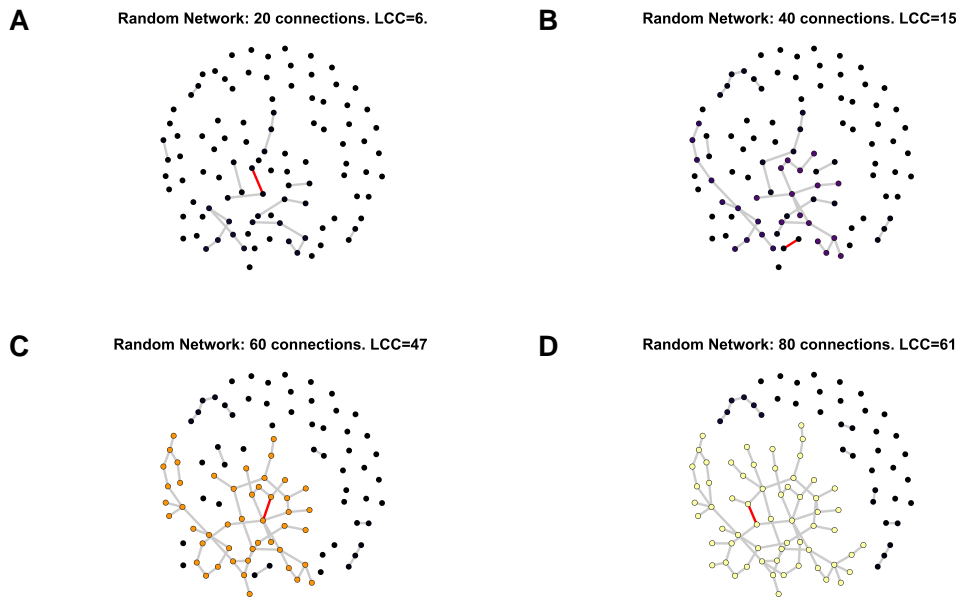 A
Random Network: 20 connections. LCC=6.
B
Random Network: 40 connections. LCC=15
C
Random Network: 60 connections. LCC=47
D
Random Network: 80 connections. LCC=61